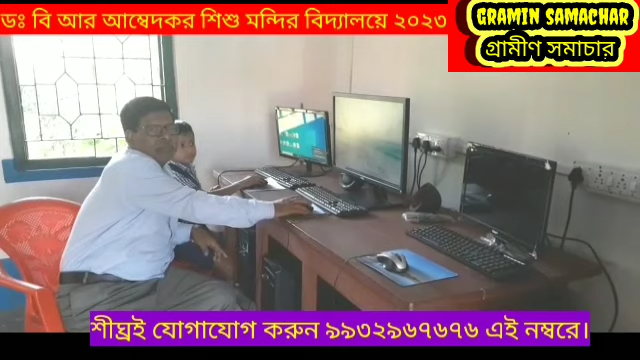 ডঃ বি আর আম্বেদকর শিশু মন্দির বিদ্যালয়ে ২০২৩
GRAMIN SAMACHAR
গ্রামীণ সমাচার
শীঘ্রই যোগাযোগ করুন ৯৯৩২৯৬৭৬৭৬ এই নম্বরে।